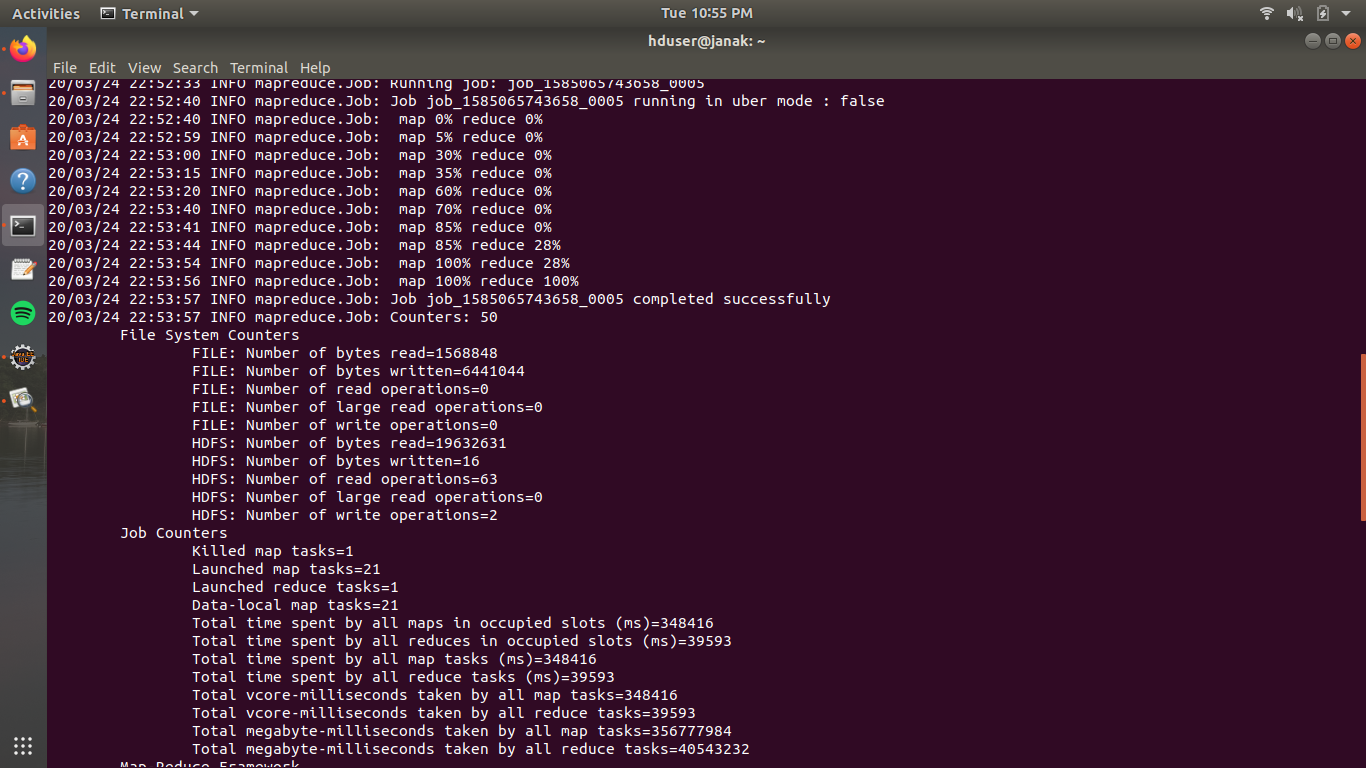 Activities Terminal Tue 10:55 PM
hduser@janak: ~
File Edit View Search Terminal Help
20/03/24 22:52:33 INFO mapreduce.Job: Running job: job_1585065743658_0005
20/03/24 22:52:40 INFO mapreduce.Job: Job job_1585065743658_0005 running in uber mode : false
20/03/24 22:52:40 INFO mapreduce.Job:  map 0% reduce 0%
20/03/24 22:52:59 INFO mapreduce.Job:  map 5% reduce 0%
20/03/24 22:53:00 INFO mapreduce.Job:  map 30% reduce 0%
20/03/24 22:53:15 INFO mapreduce.Job:  map 35% reduce 0%
20/03/24 22:53:20 INFO mapreduce.Job:  map 60% reduce 0%
20/03/24 22:53:40 INFO mapreduce.Job:  map 70% reduce 0%
20/03/24 22:53:41 INFO mapreduce.Job:  map 85% reduce 0%
20/03/24 22:53:44 INFO mapreduce.Job:  map 85% reduce 28%
20/03/24 22:53:54 INFO mapreduce.Job:  map 100% reduce 28%
20/03/24 22:53:56 INFO mapreduce.Job:  map 100% reduce 100%
20/03/24 22:53:57 INFO mapreduce.Job: Job job_1585065743658_0005 completed successfully
20/03/24 22:53:57 INFO mapreduce.Job: Counters: 50
File System Counters
FILE: Number of bytes read=1568848
FILE: Number of bytes written=6441044
FILE: Number of read operations=0
FILE: Number of large read operations=0
FILE: Number of write operations=0
HDFS: Number of bytes read=19632631
HDFS: Number of bytes written=16
HDFS: Number of read operations=63
HDFS: Number of large read operations=0
HDFS: Number of write operations=2
Job Counters
Killed map tasks=1
Launched map tasks=21
Launched reduce tasks=1
Data-local map tasks=21
Total time spent by all maps in occupied slots (ms)=348416
Total time spent by all reduces in occupied slots (ms)=39593
Total time spent by all map tasks (ms)=348416
Total time spent by all reduce tasks (ms)=39593
Total vcore-milliseconds taken by all map tasks=348416
Total vcore-milliseconds taken by all reduce tasks=39593
Total megabyte-milliseconds taken by all map tasks=356777984
Total megabyte-milliseconds taken by all reduce tasks=40543232
Map-Reduce Framework